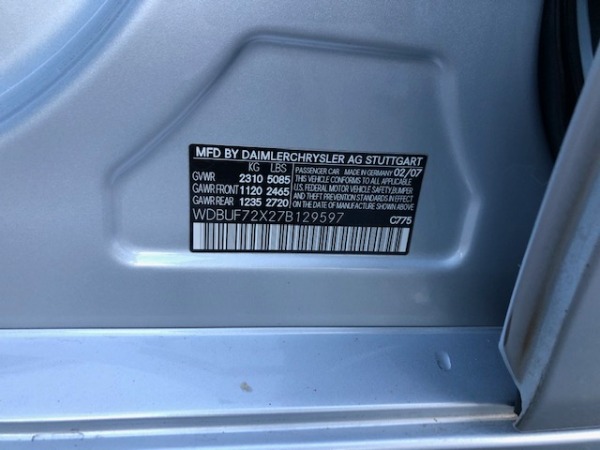 MFD BY DAIMLERCHRYSLER AG STUTTGART
KG LBS
GVWR 2310 5085
GAWR FRONT 1120 2465
GAWR REAR 1235 2720
PASSENGER CAR MADE IN GERMANY 02/07
THIS VEHICLE CONFORMS TO ALL APPLICABLE
U.S. FEDERAL MOTOR VEHICLE SAFETY, BUMPER
AND THEFT PREVENTION STANDARDS IN EFFECT
ON THE DATE OF MANUFACTURE SHOWN ABOVE.
WDBUF72X27B129597 C775